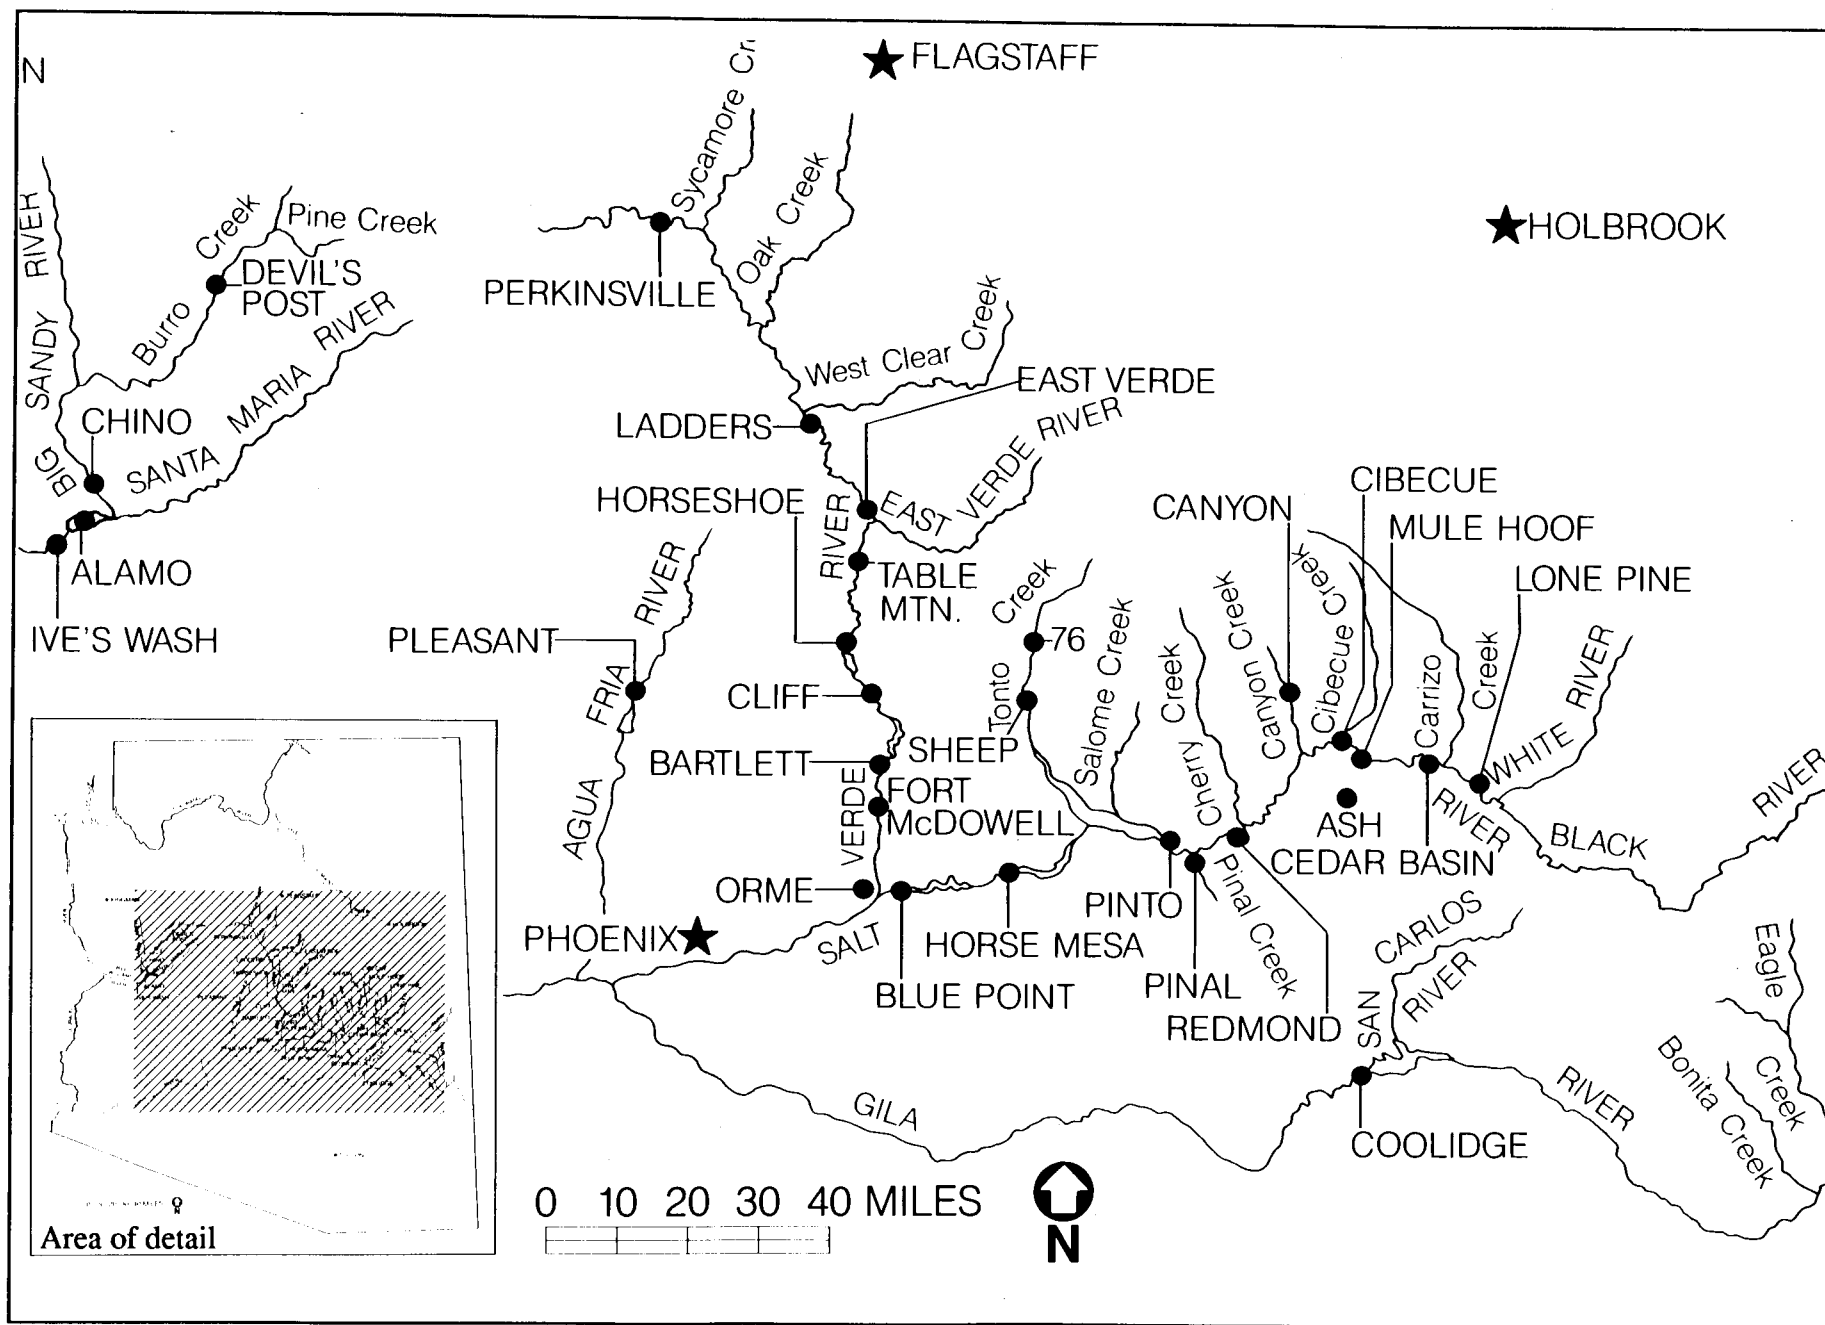 N
FLAGSTAFF
Sycamore Cr
Oak Creek
HOLBROOK
SANDY RIVER
BIG
Burro Creek
Pine Creek
DEVIL'S
POST
PERKINSVILLE
SANTA MARIA RIVER
West Clear Creek
EAST VERDE
CHINO
LADDERS
EAST VERDE RIVER
HORSESHOE
RIVER
CIBECUE
CANYON
MULE HOOF
ALAMO
TABLE
MTN.
LONE PINE
IVE'S WASH
PLEASANT
AGUA FRIA RIVER
Tonto Creek
76
Salome Creek
Cherry Creek
Canyon Creek
Cibecue Creek
Carrizo Creek
WHITE RIVER
CLIFF
SHEEP
BARTLETT
VERDE
FORT
McDOWELL
ASH
RIVER
BLACK
RIVER
CEDAR BASIN
ORME
PINTO
Pinal Creek
PHOENIX
SALT
HORSE MESA
BLUE POINT
PINAL
REDMOND
SAN CARLOS
RIVER
Eagle
Creek
Bonita Creek
GILA
RIVER
COOLIDGE
0 10 20 30 40 MILES
N
Area of detail